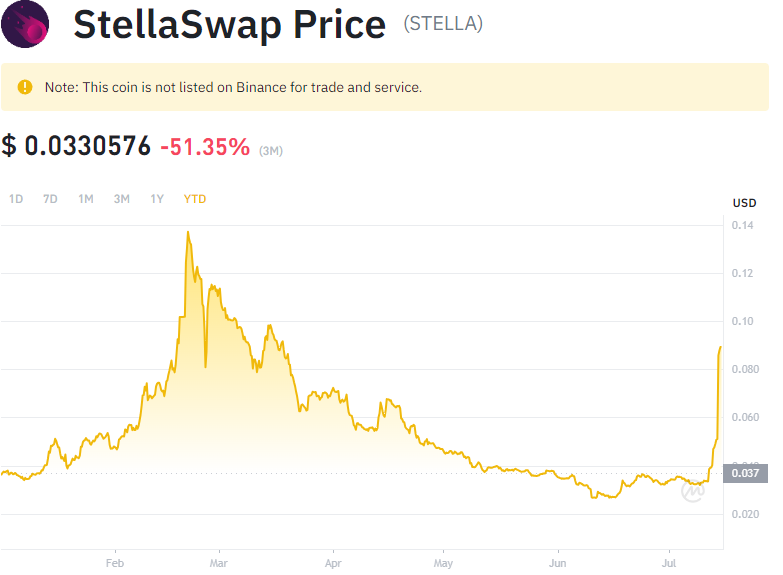 StellaSwap Price (STELLA)
Note: This coin is not listed on Binance for trade and service.
$ 0.0330576 -51.35% (3M)
1D 7D 1M 3M 1Y YTD
USD
0.14
0.12
0.10
0.080
0.060
0.037
0.020
Feb Mar Apr May Jun Jul